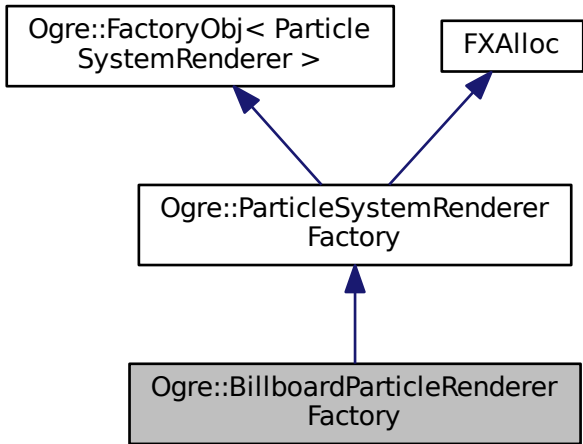 Ogre::FactoryObj< Particle
SystemRenderer >
FXAlloc
Ogre::ParticleSystemRenderer
Factory
Ogre::BillboardParticleRenderer
Factory